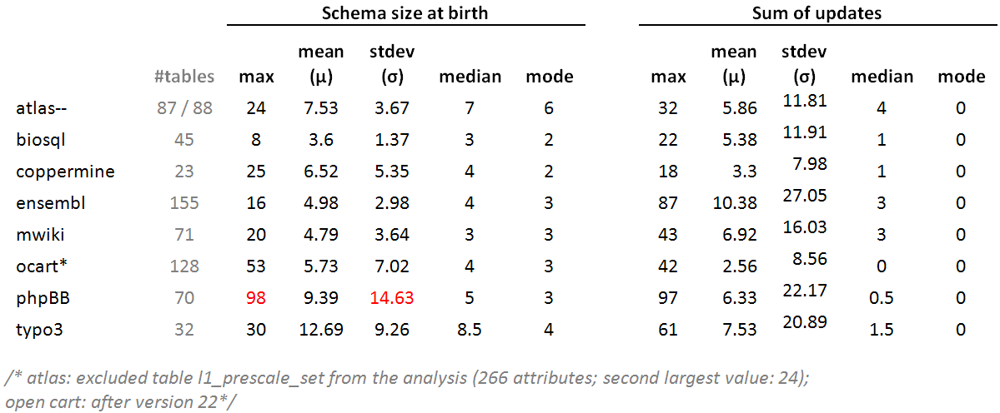 Schema size at birth Sum of updates
#tables max mean (μ) stdev (σ) median mode max mean (μ) stdev (σ) median mode
atlas-- 87 / 88 24 7.53 3.67 7 6 32 5.86 11.81 4 0
biosql 45 8 3.6 1.37 3 2 22 5.38 11.91 1 0
coppermine 23 25 6.52 5.35 4 2 18 3.3 7.98 1 0
ensembl 155 16 4.98 2.98 4 3 87 10.38 27.05 3 0
mwiki 71 20 4.79 3.64 3 3 43 6.92 16.03 3 0
ocart* 128 53 5.73 7.02 4 3 42 2.56 8.56 0 0
phpBB 70 98 9.39 14.63 5 3 97 6.33 22.17 0.5 0
typo3 32 30 12.69 9.26 8.5 4 61 7.53 20.89 1.5 0
/* atlas: excluded table l1_prescale_set from the analysis (266 attributes; second largest value: 24);
open cart: after version 22*/